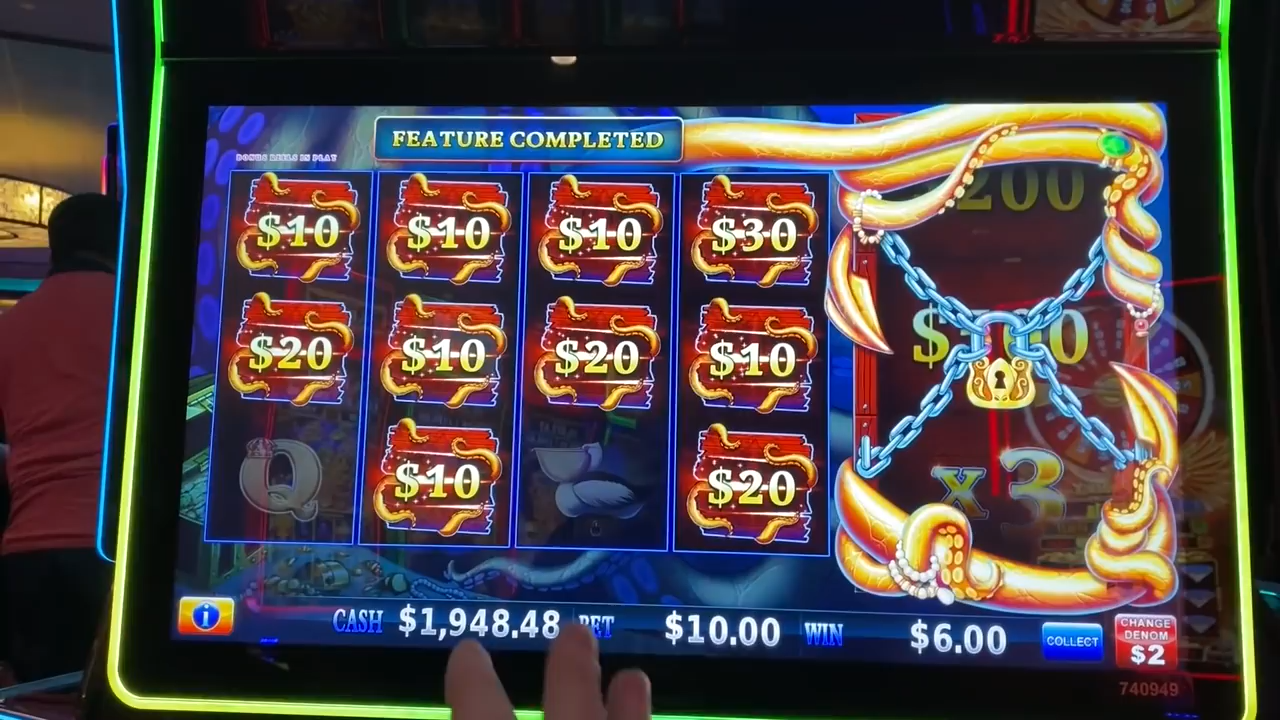 FEATURE COMPLETED
BONUS REELS IN PLAY
$10 $10 $10 $30
$200
$20 $10 $20 $10
Q $10 $20
x3
CASH $1,948.48 BET $10.00 WIN $6.00
COLLECT
CHANGE
DENOM
$2
740949